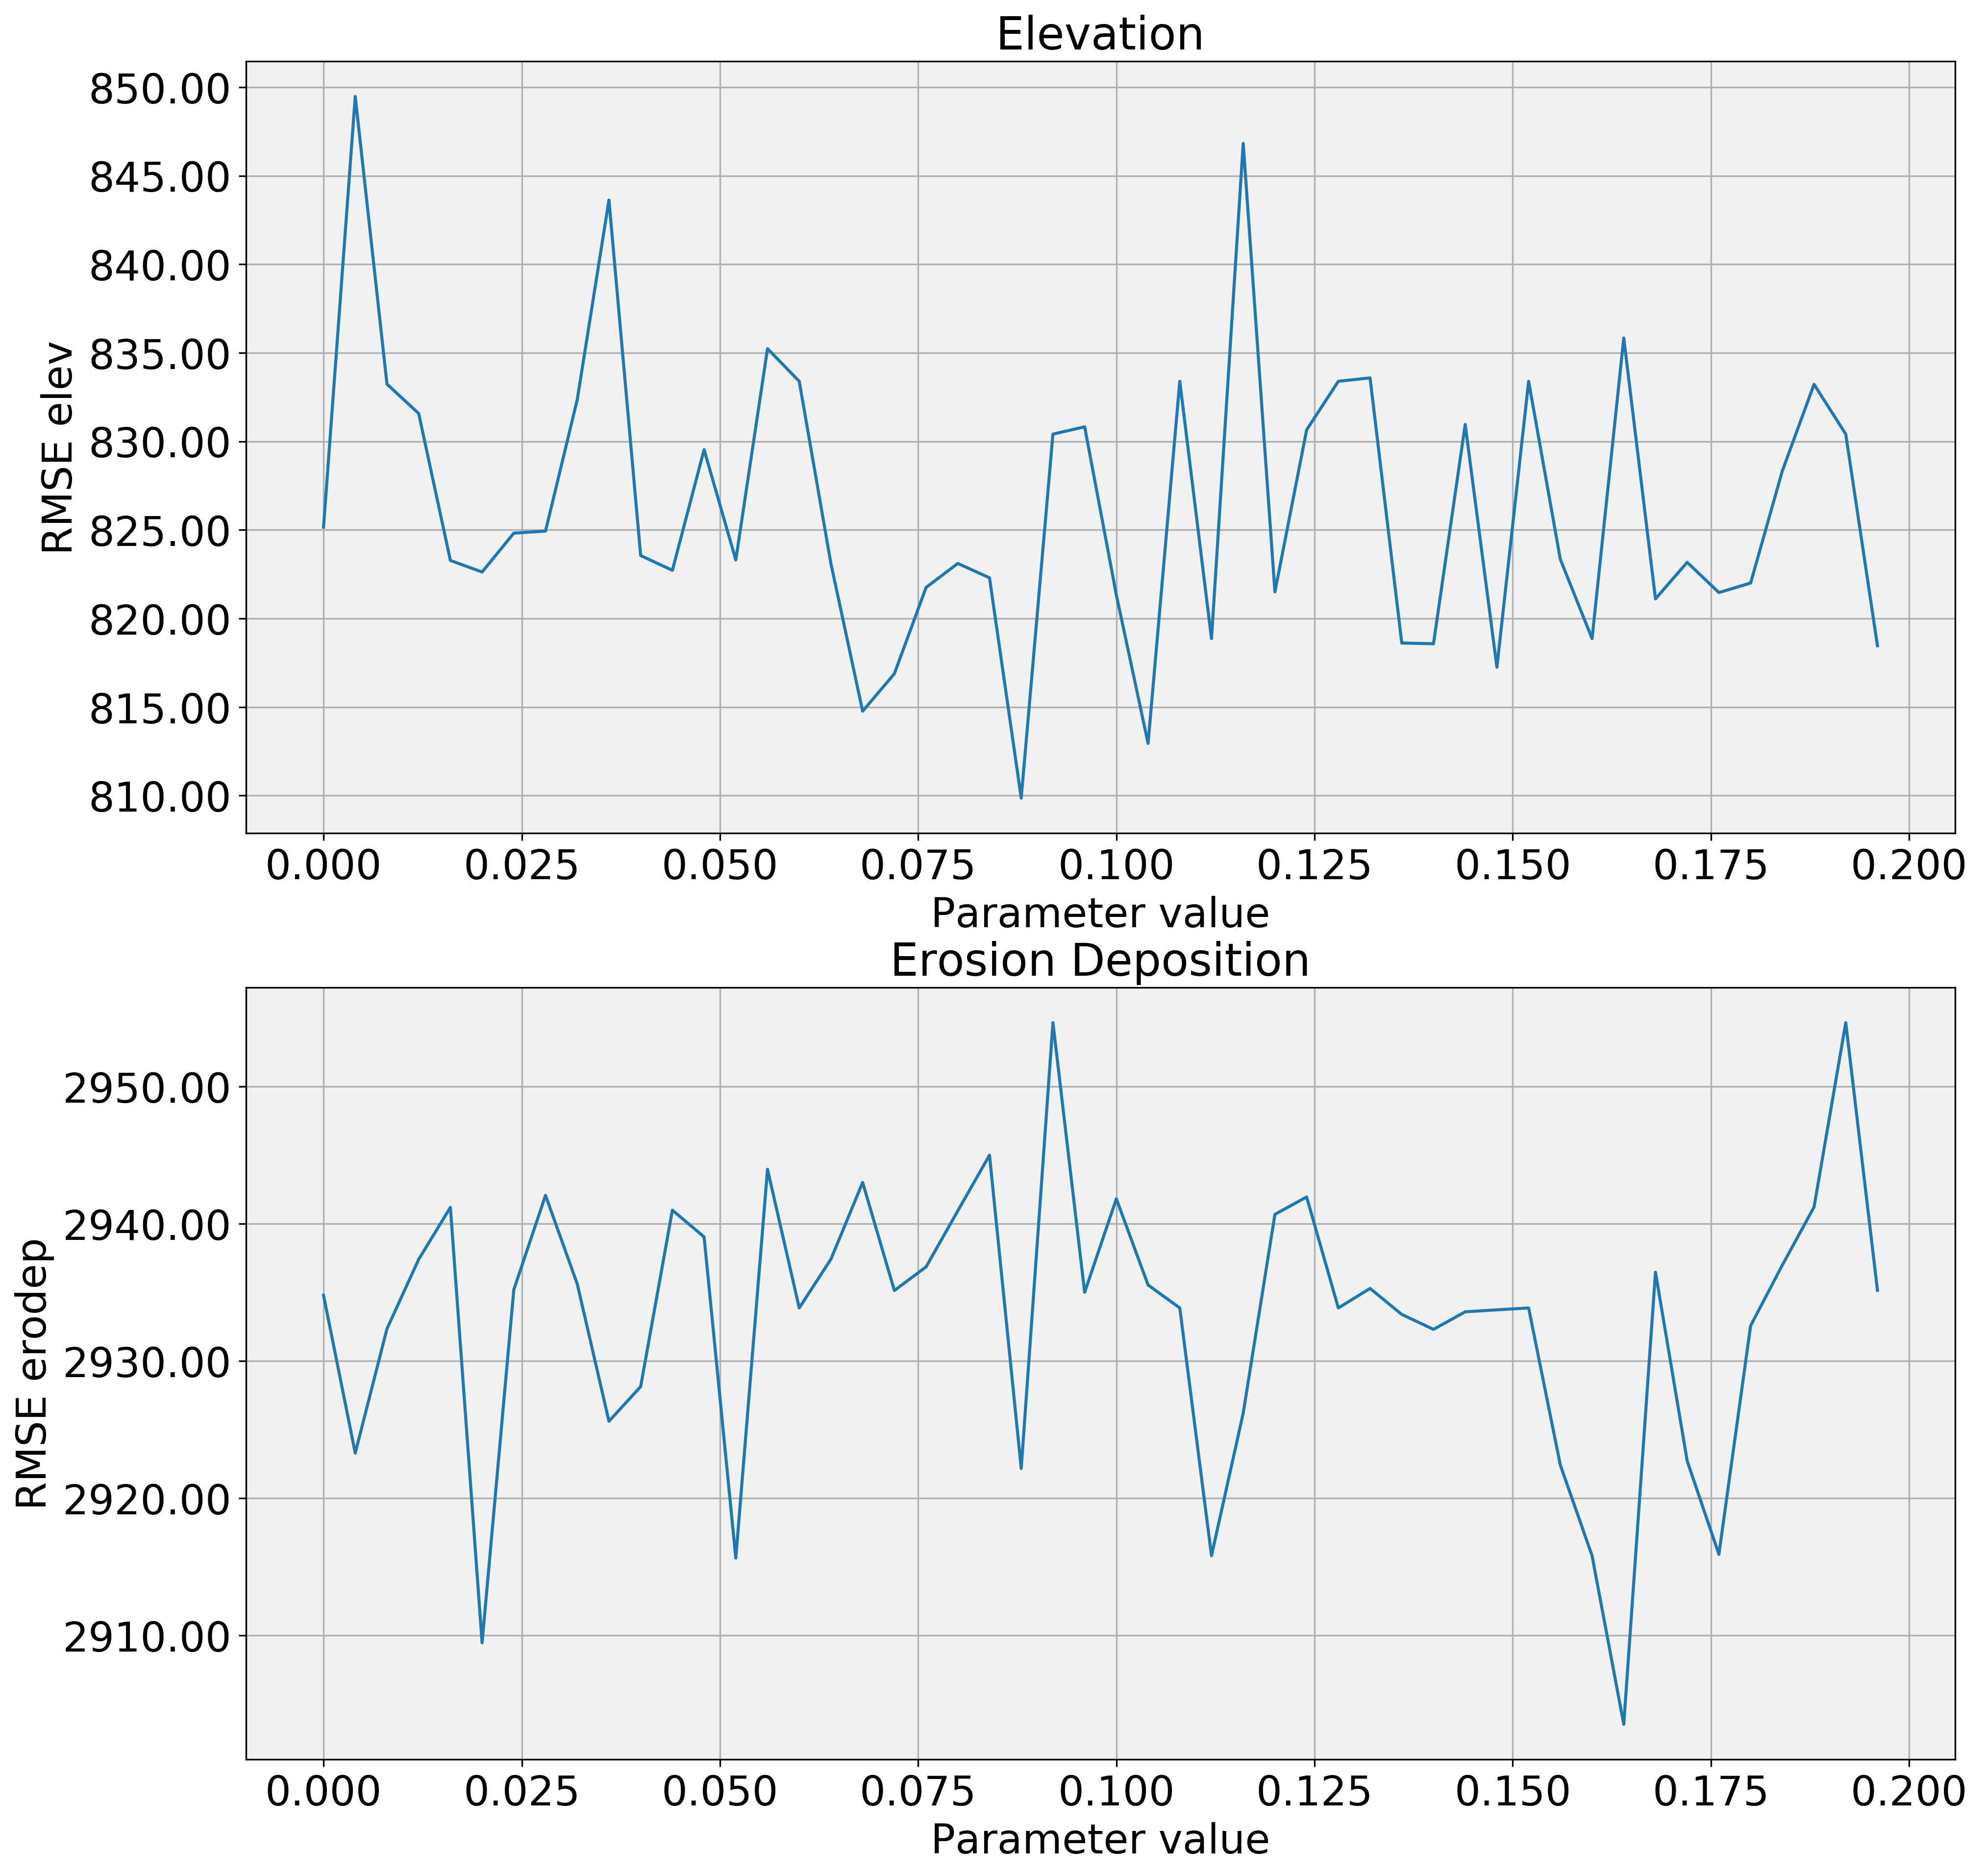 Elevation
850.00
845.00
840.00
835.00
830.00
825.00
820.00
815.00
810.00
RMSE elev
0.000 0.025 0.050 0.075 0.100 0.125 0.150 0.175 0.200
Parameter value
Erosion Deposition
2950.00
2940.00
2930.00
2920.00
2910.00
RMSE erodep
0.000 0.025 0.050 0.075 0.100 0.125 0.150 0.175 0.200
Parameter value